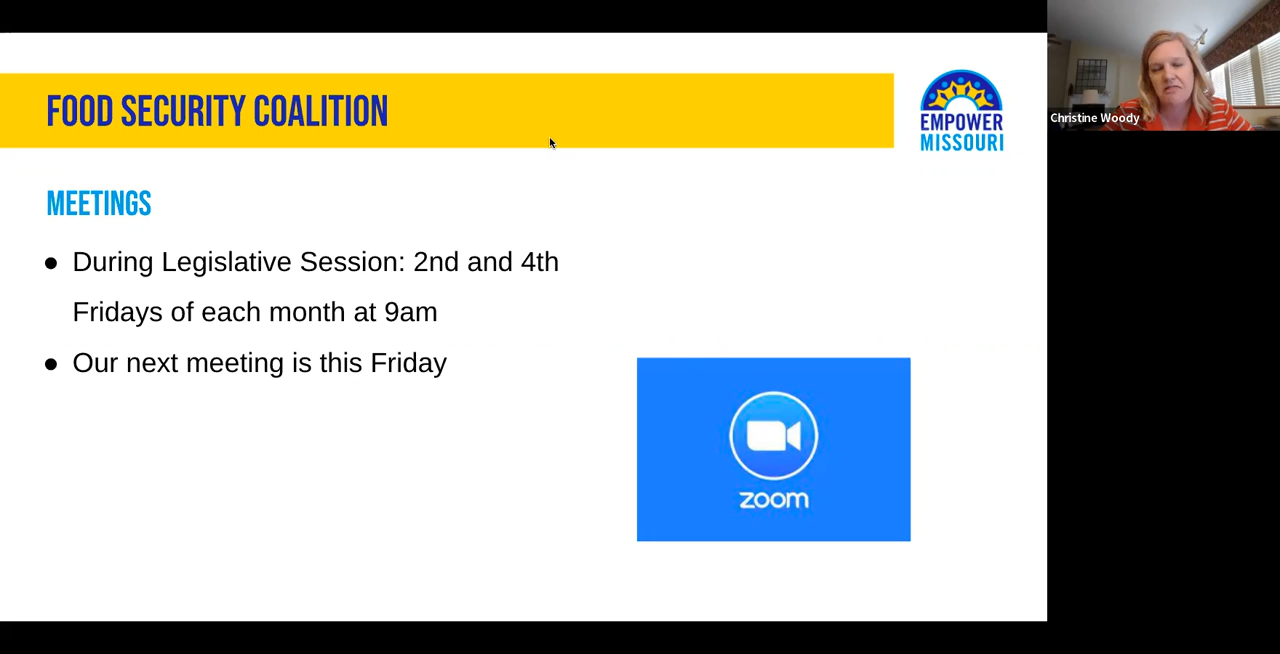 FOOD SECURITY COALITION
EMPOWER
MISSOURI
Christine Woody
MEETINGS
● During Legislative Session: 2nd and 4th
Fridays of each month at 9am
● Our next meeting is this Friday
zoom